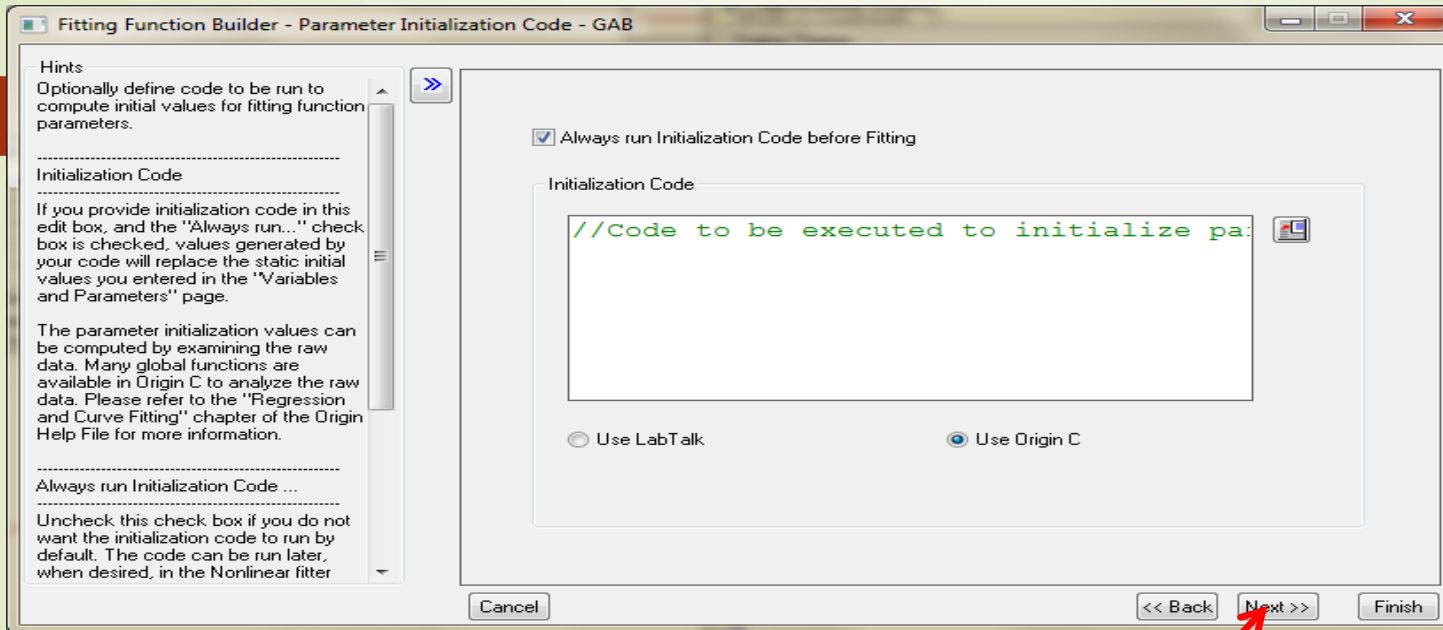 Fitting Function Builder - Parameter Initialization Code - GAB
Hints
Optionally define code to be run to
compute initial values for fitting function
parameters.
----------------------------------------------------------
Initialization Code
----------------------------------------------------------
If you provide initialization code in this
edit box, and the "Always run..." check
box is checked, values generated by
your code will replace the static initial
values you entered in the "Variables
and Parameters" page.
The parameter initialization values can
be computed by examining the raw
data. Many global functions are
available in Origin C to analyze the raw
data. Please refer to the "Regression
and Curve Fitting" chapter of the Origin
Help File for more information.
----------------------------------------------------------
Always run Initialization Code ...
----------------------------------------------------------
Uncheck this check box if you do not
want the initialization code to run by
default. The code can be run later,
when desired, in the Nonlinear fitter
Always run Initialization Code before Fitting
Initialization Code
//Code to be executed to initialize pa
Use LabTalk
Use Origin C
Cancel
<< Back
Next >>
Finish